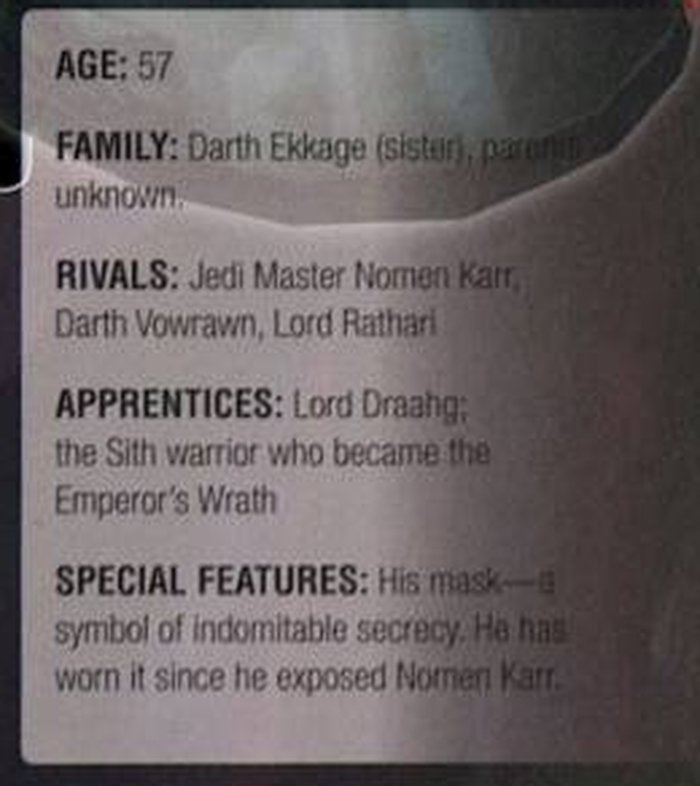 AGE: 57
FAMILY: Darth Ekkage (sister), parents
unknown.
RIVALS: Jedi Master Nomen Karr,
Darth Vowrawn, Lord Rathari
APPRENTICES: Lord Draahg;
the Sith warrior who became the
Emperor's Wrath
SPECIAL FEATURES: His mask—a
symbol of indomitable secrecy. He has
worn it since he exposed Nomen Karr.